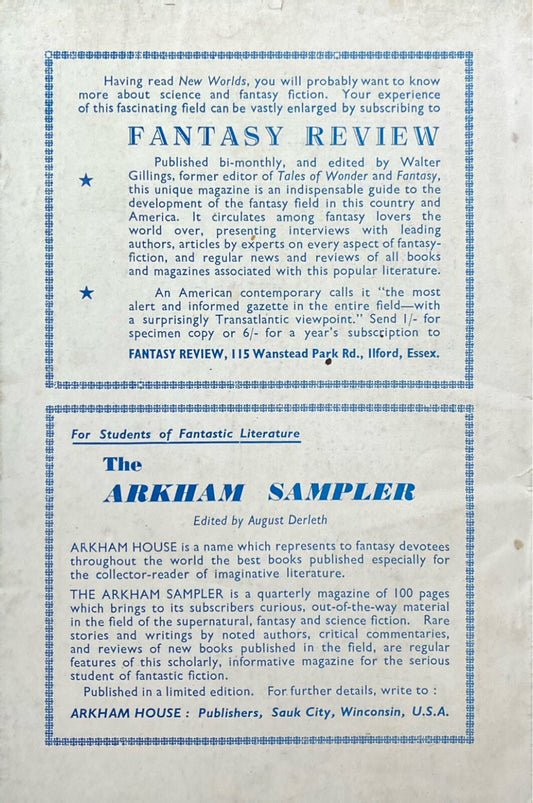 Having read New Worlds, you will probably want to know
more about science and fantasy fiction. Your experience
of this fascinating field can be vastly enlarged by subscribing to
FANTASY REVIEW
Published bi-monthly, and edited by Walter
Gillings, former editor of Tales of Wonder and Fantasy,
this unique magazine is an indispensable guide to the
development of the fantasy field in this country and
America. It circulates among fantasy lovers the
world over, presenting interviews with leading
authors, articles by experts on every aspect of fantasy-
fiction, and regular news and reviews of all books
and magazines associated with this popular literature.
An American contemporary calls it "the most
alert and informed gazette in the entire field—with
a surprisingly Transatlantic viewpoint." Send 1/- for
specimen copy or 6/- for a year's subscription to
FANTASY REVIEW, 115 Wanstead Park Rd., Ilford, Essex.
For Students of Fantastic Literature
The
ARKHAM SAMPLER
Edited by August Derleth
ARKHAM HOUSE is a name which represents to fantasy devotees
throughout the world the best books published especially for
the collector-reader of imaginative literature.
THE ARKHAM SAMPLER is a quarterly magazine of 100 pages
which brings to its subscribers curious, out-of-the-way material
in the field of the supernatural, fantasy and science fiction. Rare
stories and writings by noted authors, critical commentaries,
and reviews of new books published in the field, are regular
features of this scholarly, informative magazine for the serious
student of fantastic fiction.
Published in a limited edition. For further details, write to :
ARKHAM HOUSE : Publishers, Sauk City, Winconsin, U.S.A.